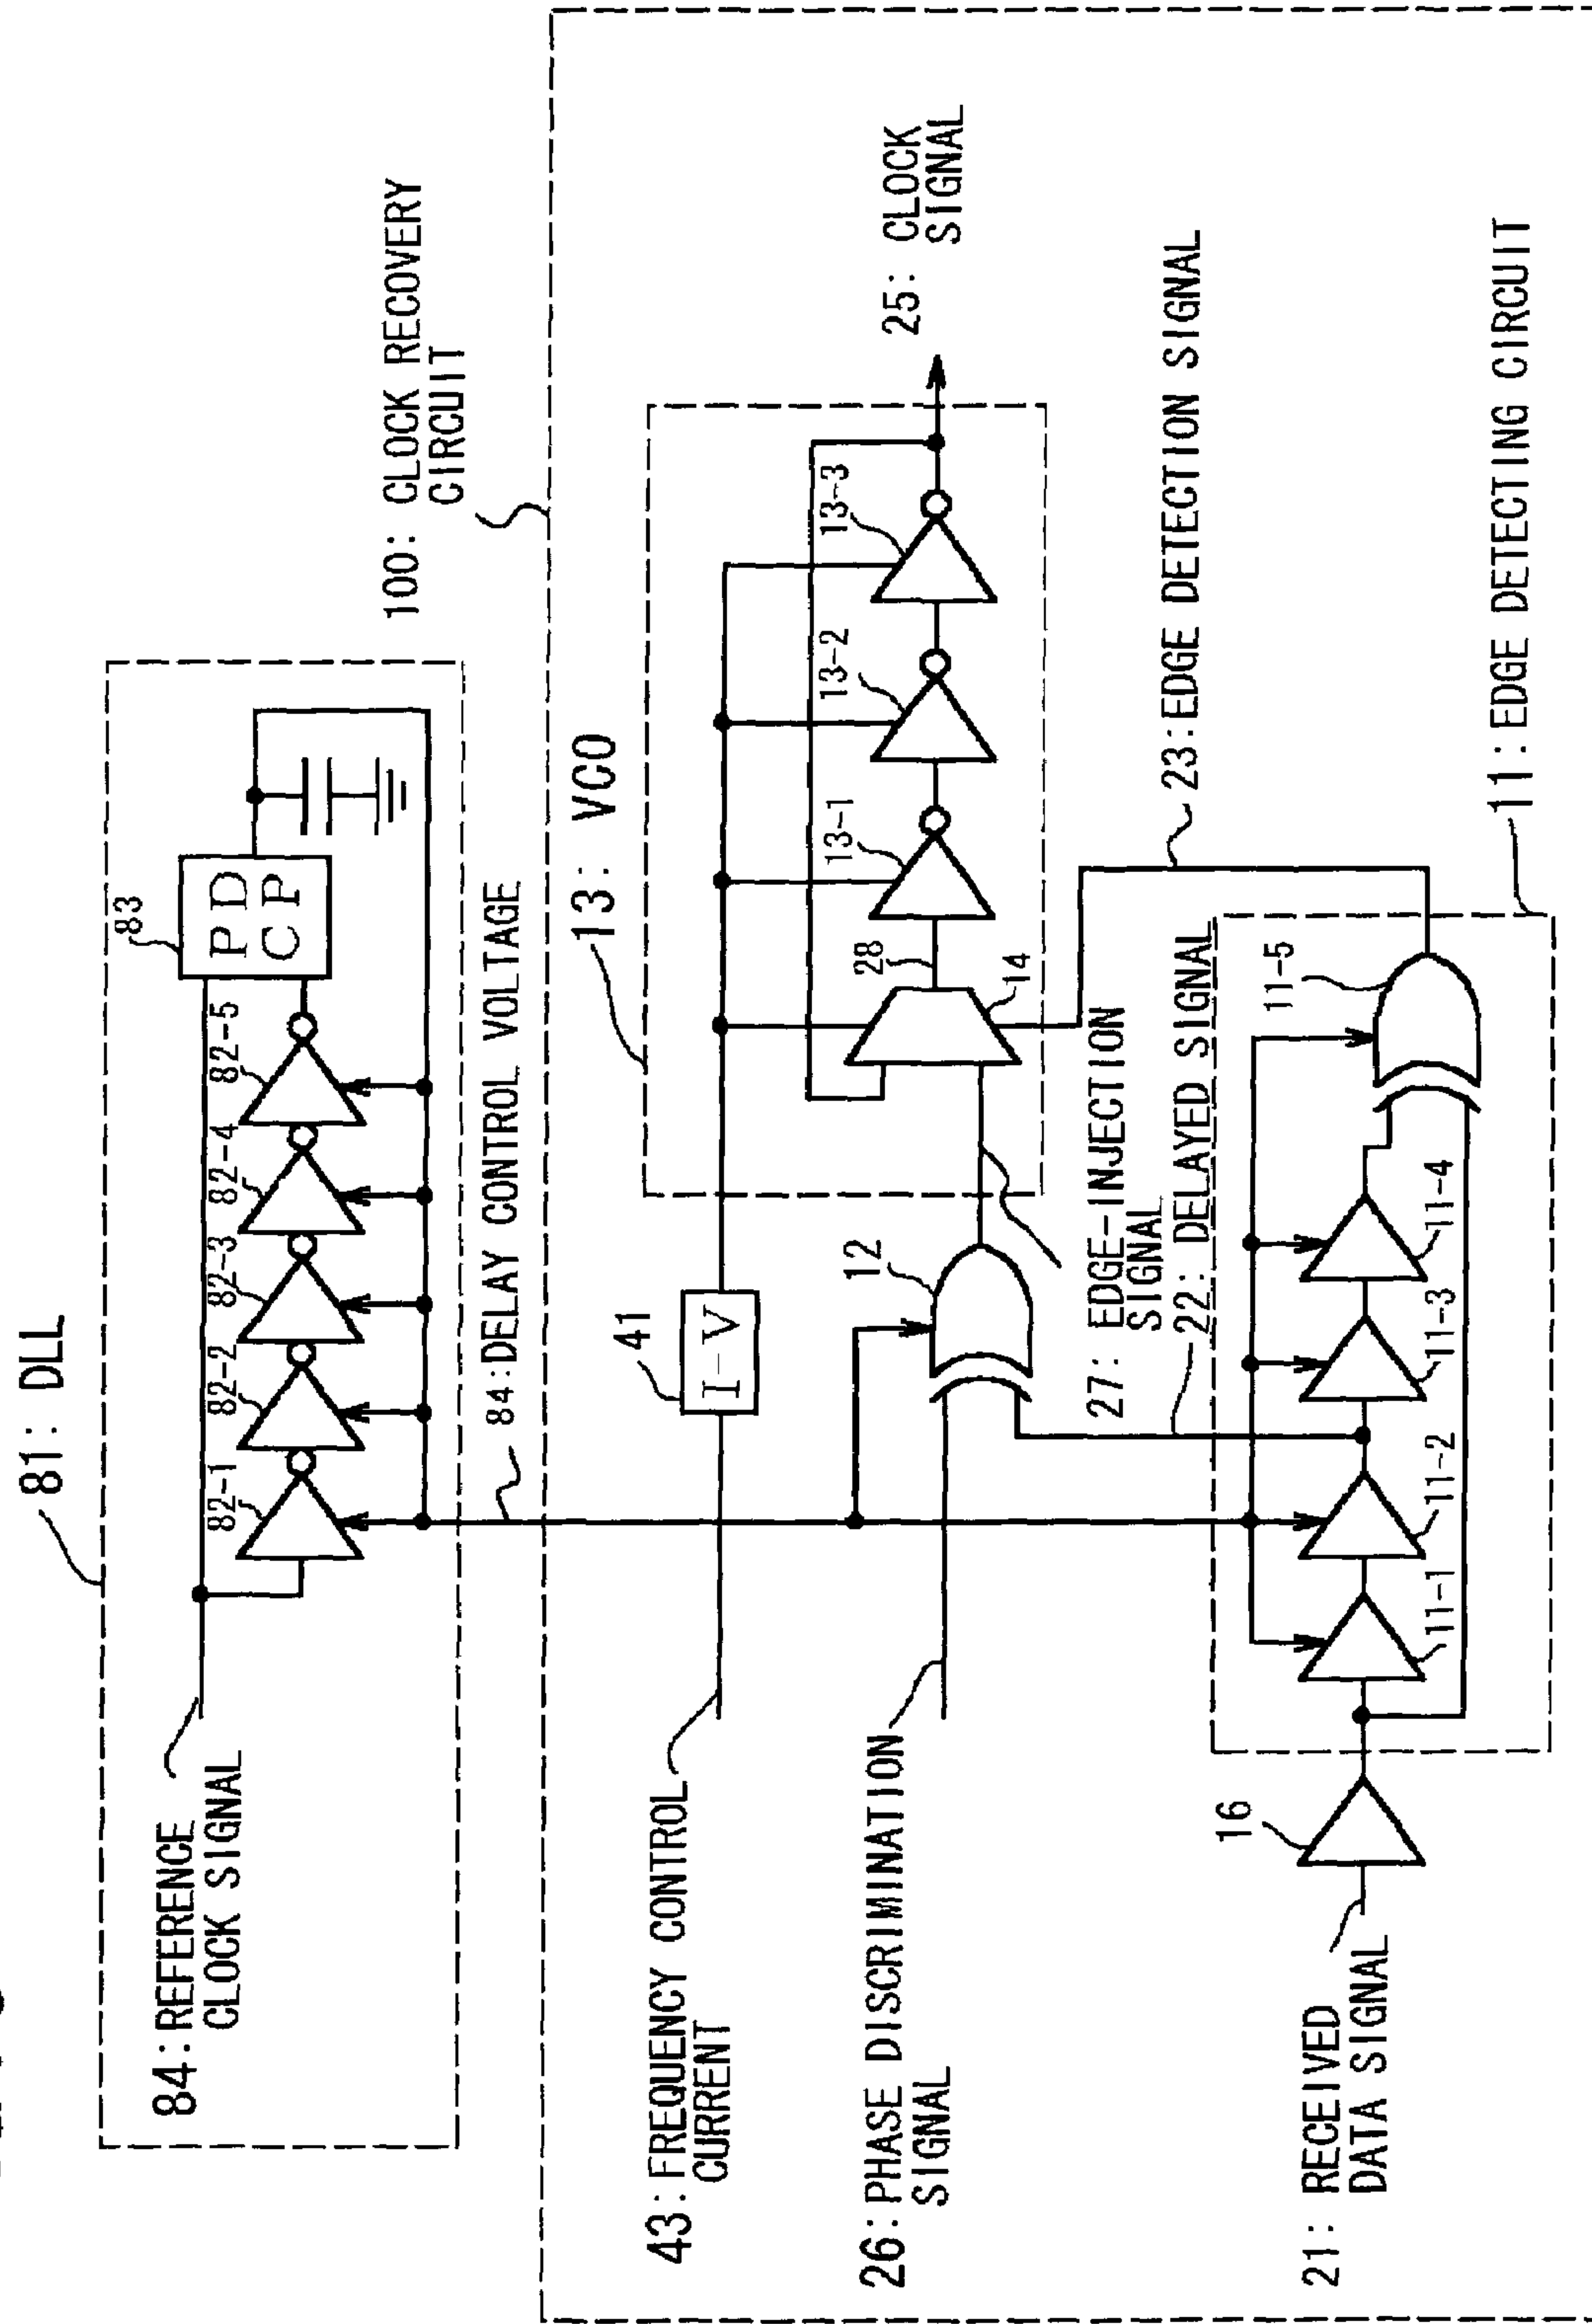 81: DLL
84:REFERENCE
CLOCK SIGNAL
82-1
82-2
82-3
82-4
82-5
83
P D
C P
100: CLOCK RECOVERY
CIRCUIT
84:DELAY CONTROL VOLTAGE
13: VCO
43:FREQUENCY CONTROL
CURRENT
41
I-V
28
14
13-1
13-2
13-3
25: CLOCK
SIGNAL
26:PHASE DISCRIMINATION
SIGNAL
12
27: EDGE-INJECTION
SIGNAL
22: DELAYED SIGNAL
23:EDGE DETECTION SIGNAL
21: RECEIVED
DATA SIGNAL
16
11-1
11-2
11-3
11-4
11-5
11:EDGE DETECTING CIRCUIT